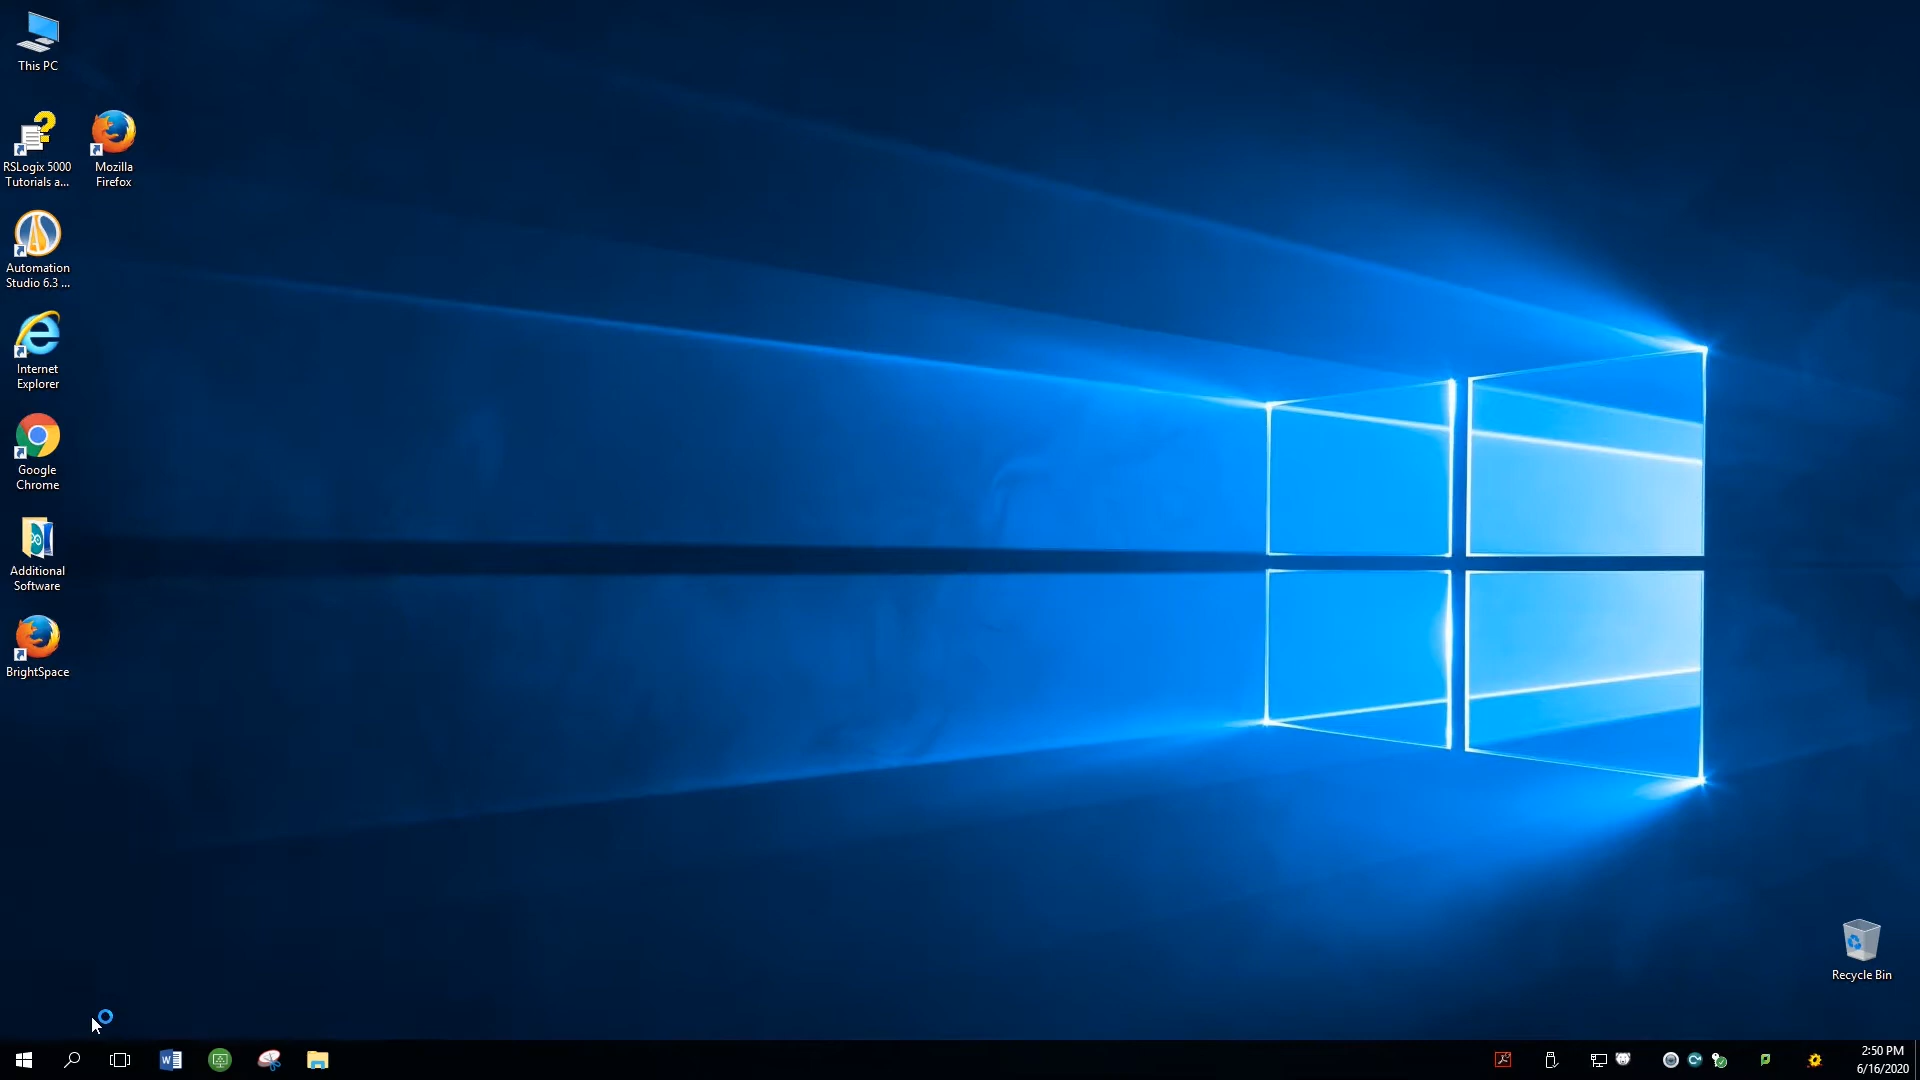 This PC
RSLogix 5000
Tutorials a...
Mozilla
Firefox
Automation
Studio 6.3 ...
Internet
Explorer
Google
Chrome
Additional
Software
BrightSpace
Recycle Bin
2:50 PM
6/16/2020